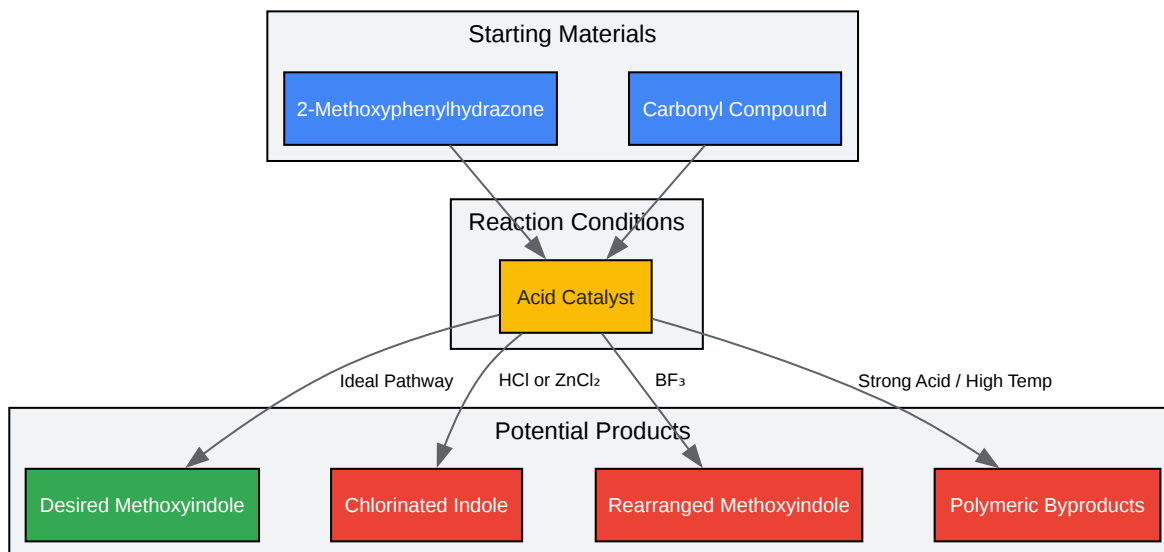 Starting Materials
2-Methoxyphenylhydrazone
Carbonyl Compound
Reaction Conditions
Acid Catalyst
Ideal Pathway
HCl or ZnCl₂
BF₃
Strong Acid / High Temp
Potential Products
Desired Methoxyindole
Chlorinated Indole
Rearranged Methoxyindole
Polymeric Byproducts